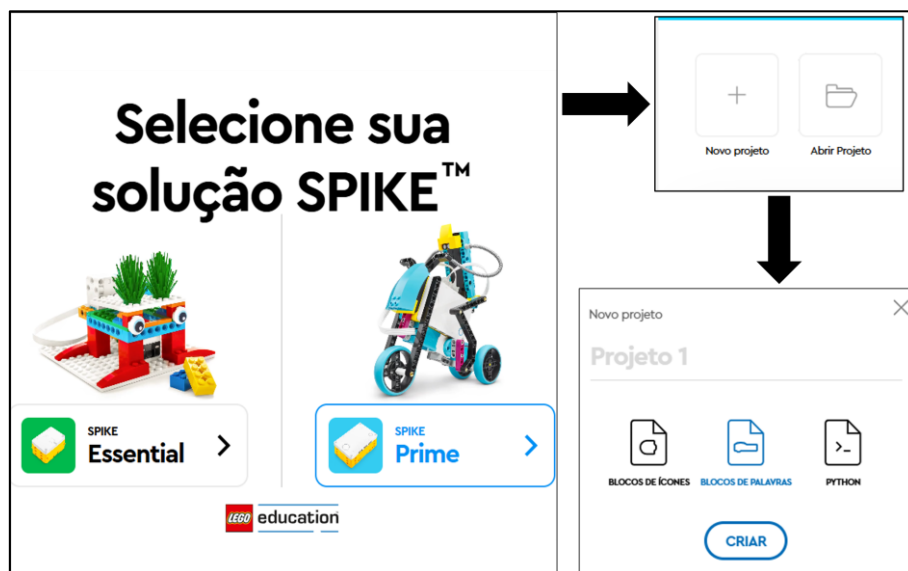 Selecione sua
solução SPIKE™
SPIKE
Essential
SPIKE
Prime
LEGO education
Novo projeto
Abrir Projeto
Novo projeto
Projeto 1
BLOCOS DE ÍCONES
BLOCOS DE PALAVRAS
PYTHON
CRIAR